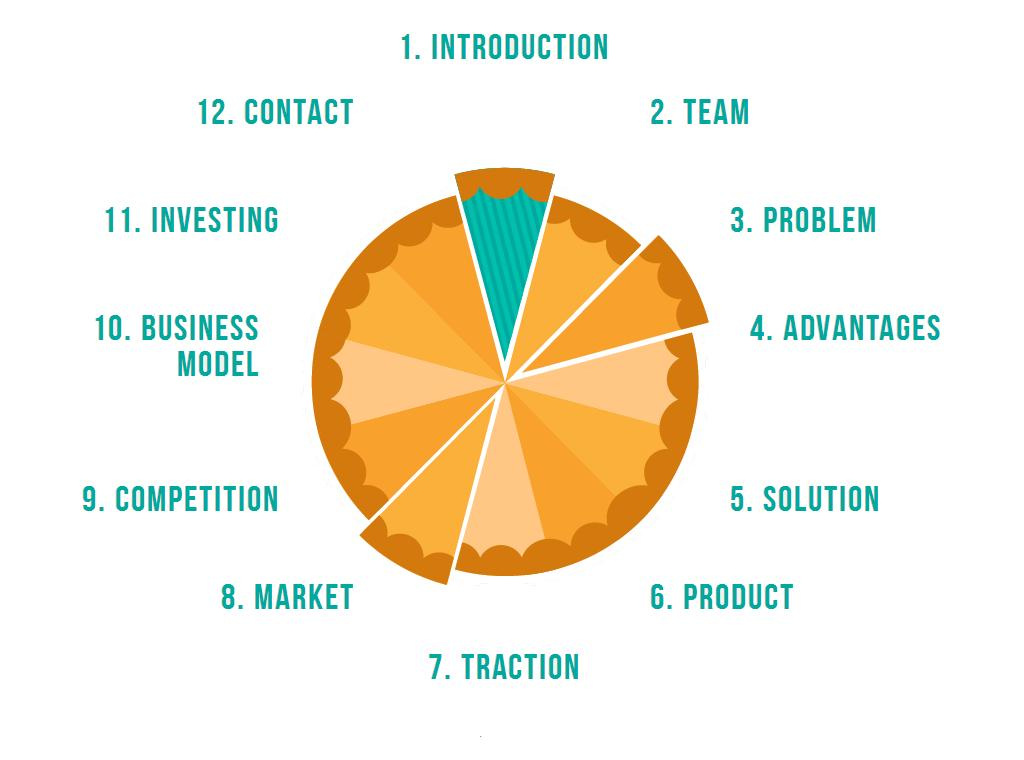 1. INTRODUCTION
2. TEAM
3. PROBLEM
4. ADVANTAGES
5. SOLUTION
6. PRODUCT
7. TRACTION
8. MARKET
9. COMPETITION
10. BUSINESS
MODEL
11. INVESTING
12. CONTACT